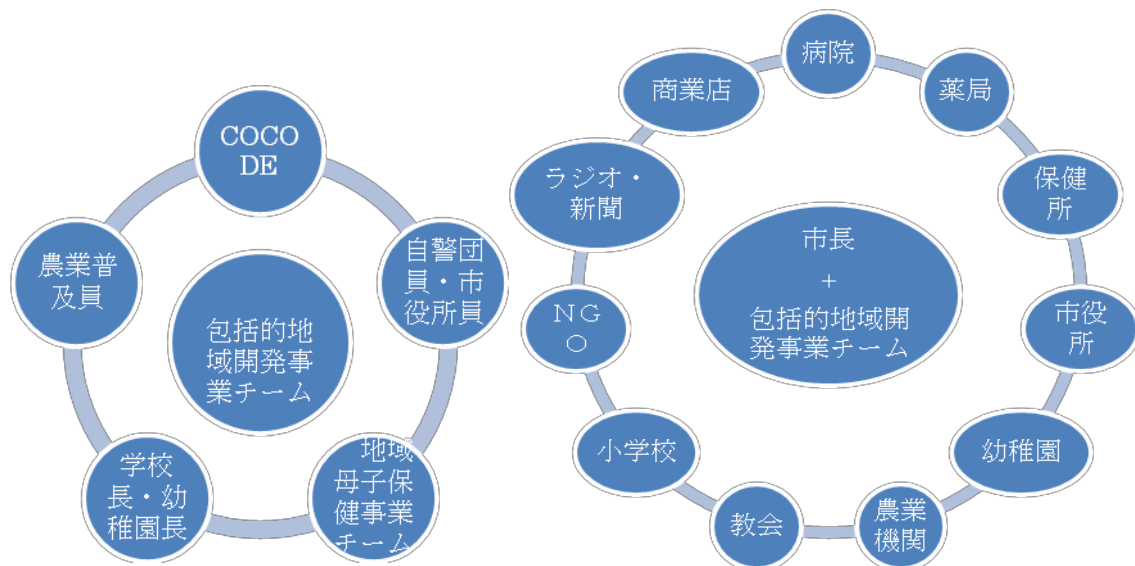 COCO
DE
自警団
員・市
役所員
地域
母子保
健事業
チーム
学校
長・幼
稚園長
農業普
及員
包括的地
域開発事
業チーム
病院
薬局
保健
所
市役
所
幼稚園
農業
機関
教会
小学校
ＮＧ
Ｏ
ラジオ・
新聞
商業店
市長
+
包括的地域開
発事業チーム